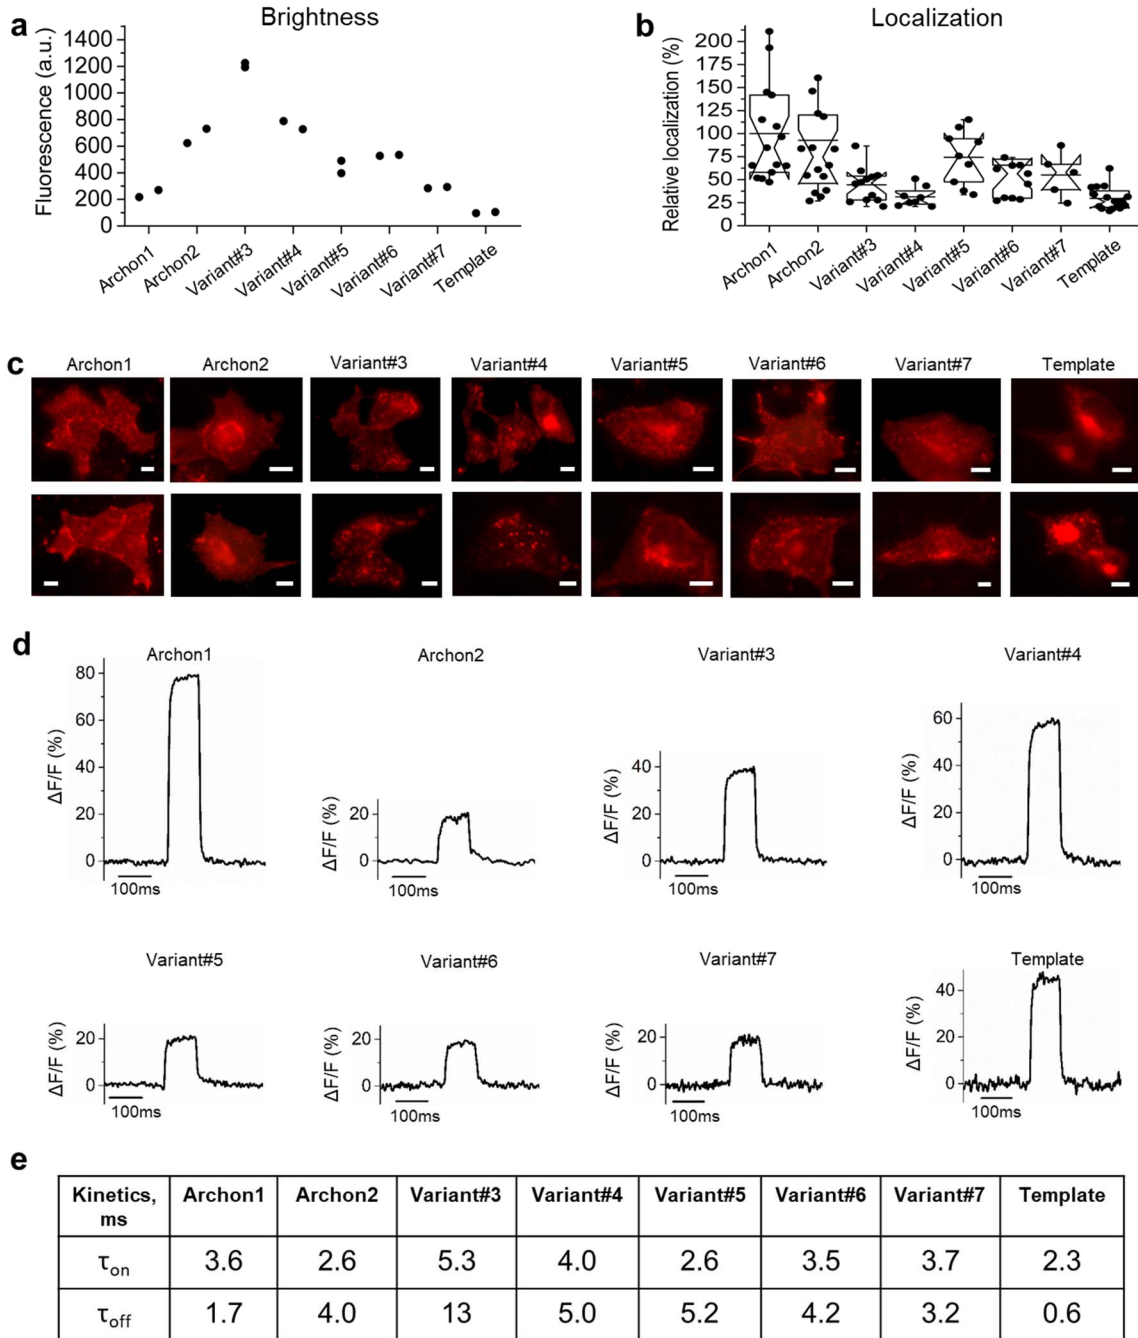 a
Brightness
Fluorescence (a.u.)
1400
1200
1000
800
600
400
200
0
Archon1
Archon2
Variant#3
Variant#4
Variant#5
Variant#6
Variant#7
Template
b
Localization
Relative localization (%)
200
175
150
125
100
75
50
25
0
Archon1
Archon2
Variant#3
Variant#4
Variant#5
Variant#6
Variant#7
Template
c
Archon1 Archon2 Variant#3 Variant#4 Variant#5 Variant#6 Variant#7 Template
d
Archon1
ΔF/F (%)
80
60
40
20
0
100ms
Archon2
ΔF/F (%)
20
0
100ms
Variant#3
ΔF/F (%)
40
20
0
100ms
Variant#4
ΔF/F (%)
60
40
20
0
100ms
Variant#5
ΔF/F (%)
20
0
100ms
Variant#6
ΔF/F (%)
20
0
100ms
Variant#7
ΔF/F (%)
20
0
100ms
Template
ΔF/F (%)
40
20
0
100ms
e
Kinetics, ms Archon1 Archon2 Variant#3 Variant#4 Variant#5 Variant#6 Variant#7 Template
τon 3.6 2.6 5.3 4.0 2.6 3.5 3.7 2.3
τoff 1.7 4.0 13 5.0 5.2 4.2 3.2 0.6